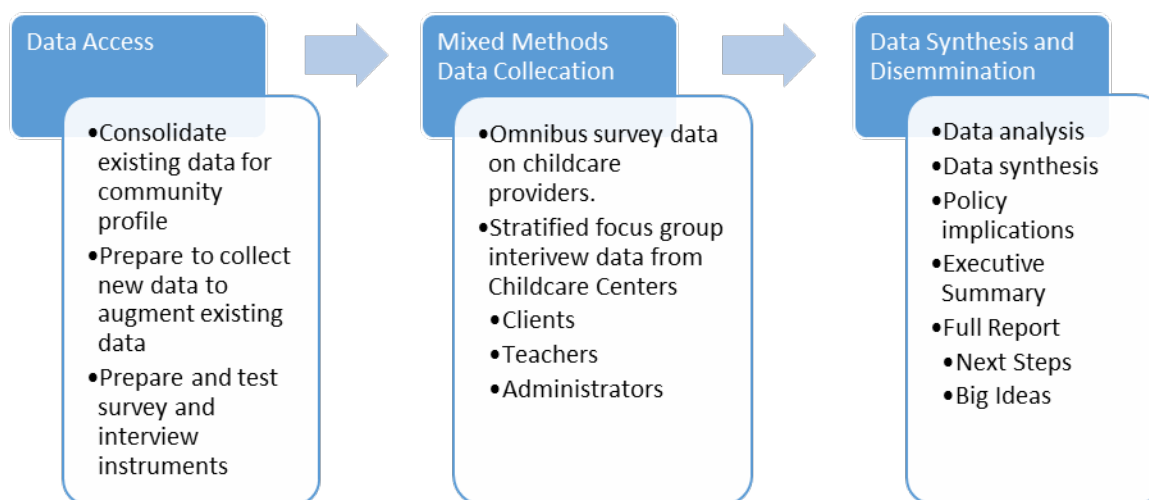 Data Access
•Consolidate
existing data for
community
profile
•Prepare to collect
new data to
augment existing
data
•Prepare and test
survey and
interview
instruments
Mixed Methods
Data Collecation
•Omnibus survey data
on childcare
providers.
•Stratified focus group
interivew data from
Childcare Centers
•Clients
•Teachers
•Administrators
Data Synthesis and
Disemmination
•Data analysis
•Data synthesis
•Policy
implications
•Executive
Summary
•Full Report
•Next Steps
•Big Ideas